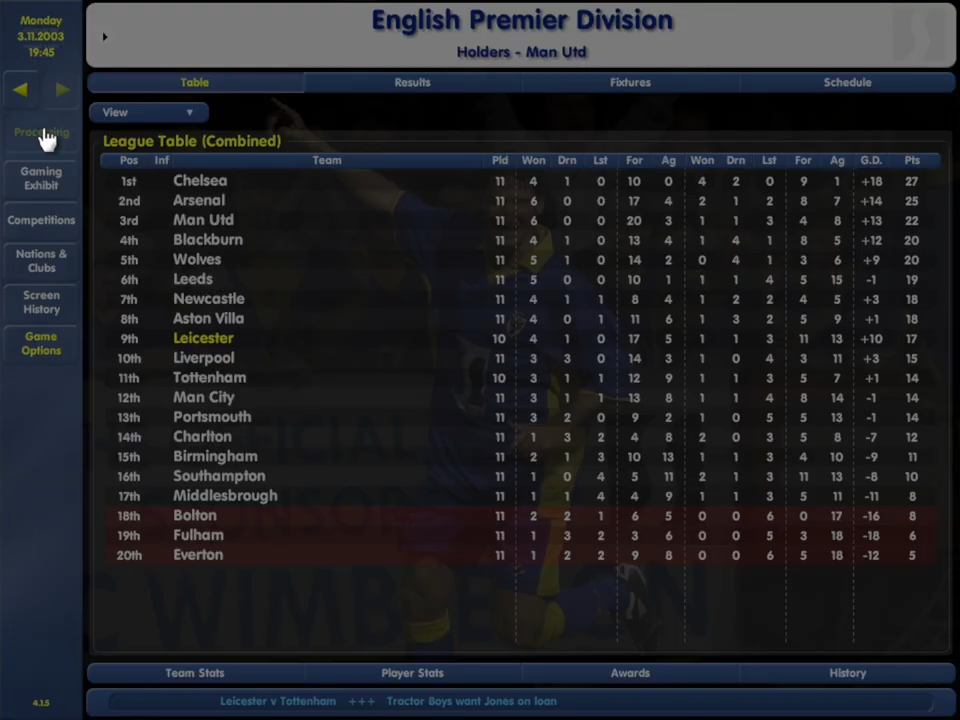 Monday
3.11.2003
19:45
Processing
Gaming
Exhibit
Competitions
Nations &
Clubs
Screen
History
Game
Options
4.1.5
English Premier Division
Holders - Man Utd
Table Results Fixtures Schedule
View
League Table (Combined)
Pos Inf Team Pld Won Drn Lst For Ag Won Drn Lst For Ag G.D. Pts
1st Chelsea 11 4 1 0 10 0 4 2 0 9 1 +18 27
2nd Arsenal 11 6 0 0 17 4 2 1 2 8 7 +14 25
3rd Man Utd 11 6 0 0 20 3 1 1 3 4 8 +13 22
4th Blackburn 11 4 1 0 13 4 1 4 1 8 5 +12 20
5th Wolves 11 5 1 0 14 2 0 4 1 3 6 +9 20
6th Leeds 11 5 0 0 10 1 1 1 4 5 15 -1 19
7th Newcastle 11 4 1 1 8 4 1 2 2 4 5 +3 18
8th Aston Villa 11 4 0 1 11 6 1 3 2 5 9 +1 18
9th Leicester 10 4 1 0 17 5 1 1 3 11 13 +10 17
10th Liverpool 11 3 3 0 14 3 1 0 4 3 11 +3 15
11th Tottenham 10 3 1 1 12 9 1 1 3 5 7 +1 14
12th Man City 11 3 1 1 13 8 1 1 4 8 14 -1 14
13th Portsmouth 11 3 2 0 9 2 1 0 5 5 13 -1 14
14th Charlton 11 1 3 2 4 8 2 0 3 5 8 -7 12
15th Birmingham 11 2 1 3 10 13 1 1 3 4 10 -9 11
16th Southampton 11 1 0 4 5 11 2 1 3 11 13 -8 10
17th Middlesbrough 11 1 1 4 4 9 1 1 3 5 11 -11 8
18th Bolton 11 2 2 1 6 5 0 0 6 0 17 -16 8
19th Fulham 11 1 3 2 3 6 0 0 5 3 18 -18 6
20th Everton 11 1 2 2 9 8 0 0 6 5 18 -12 5
Team Stats Player Stats Awards History
Leicester v Tottenham +++ Tractor Boys want Jones on loan